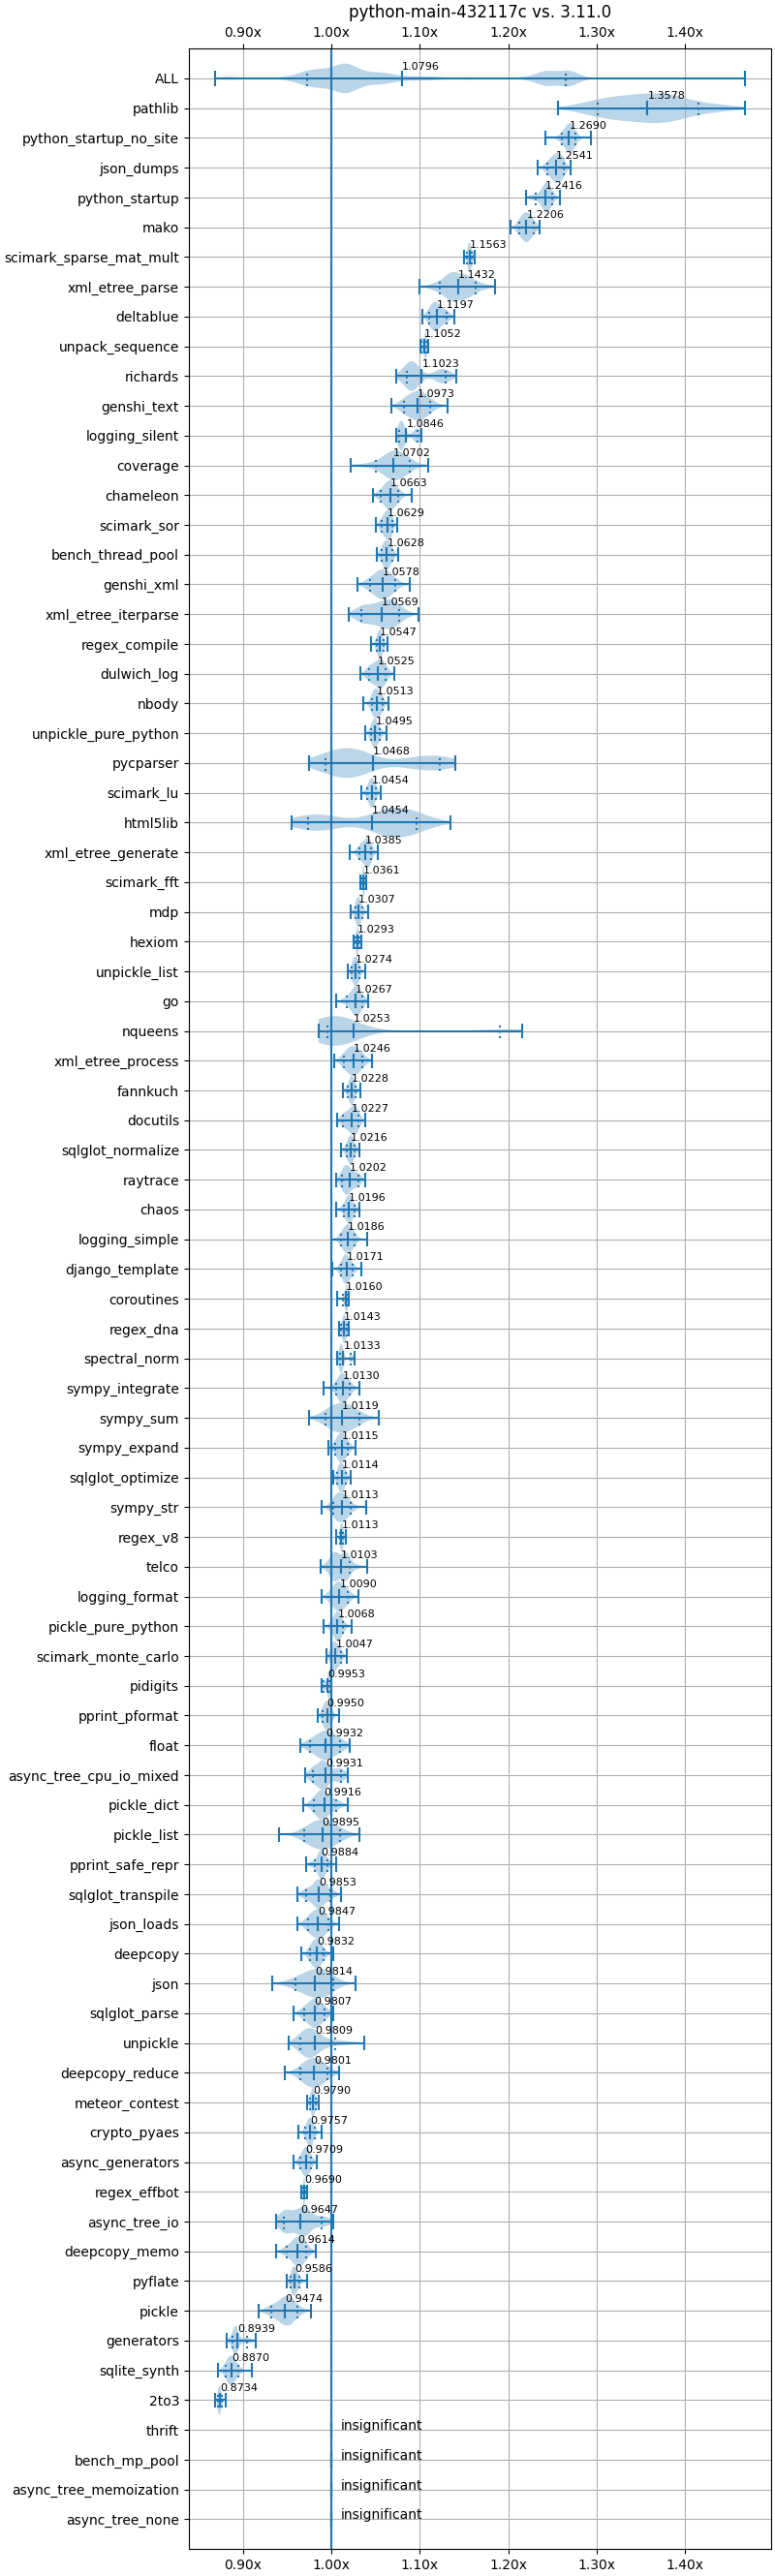 python-main-432117c vs. 3.11.0
0.90x 1.00x 1.10x 1.20x 1.30x 1.40x
ALL 1.0796
pathlib 1.3578
python_startup_no_site 1.2690
json_dumps 1.2541
python_startup 1.2416
mako 1.2206
scimark_sparse_mat_mult 1.1563
xml_etree_parse 1.1432
deltablue 1.1197
unpack_sequence 1.1052
richards 1.1023
genshi_text 1.0973
logging_silent 1.0846
coverage 1.0702
chameleon 1.0663
scimark_sor 1.0629
bench_thread_pool 1.0628
genshi_xml 1.0578
xml_etree_iterparse 1.0569
regex_compile 1.0547
dulwich_log 1.0525
nbody 1.0513
unpickle_pure_python 1.0495
pycparser 1.0468
scimark_lu 1.0454
html5lib 1.0454
xml_etree_generate 1.0385
scimark_fft 1.0361
mdp 1.0307
hexiom 1.0293
unpickle_list 1.0274
go 1.0267
nqueens 1.0253
xml_etree_process 1.0246
fannkuch 1.0228
docutils 1.0227
sqlglot_normalize 1.0216
raytrace 1.0202
chaos 1.0196
logging_simple 1.0186
django_template 1.0171
coroutines 1.0160
regex_dna 1.0143
spectral_norm 1.0133
sympy_integrate 1.0130
sympy_sum 1.0119
sympy_expand 1.0115
sqlglot_optimize 1.0114
sympy_str 1.0113
regex_v8 1.0113
telco 1.0103
logging_format 1.0090
pickle_pure_python 1.0068
scimark_monte_carlo 1.0047
pidigits 0.9953
pprint_pformat 0.9950
float 0.9932
async_tree_cpu_io_mixed 0.9931
pickle_dict 0.9916
pickle_list 0.9895
pprint_safe_repr 0.9884
sqlglot_transpile 0.9853
json_loads 0.9847
deepcopy 0.9832
json 0.9814
sqlglot_parse 0.9807
unpickle 0.9809
deepcopy_reduce 0.9801
meteor_contest 0.9790
crypto_pyaes 0.9757
async_generators 0.9709
regex_effbot 0.9690
async_tree_io 0.9647
deepcopy_memo 0.9614
pyflate 0.9586
pickle 0.9474
generators 0.8939
sqlite_synth 0.8870
2to3 0.8734
thrift insignificant
bench_mp_pool insignificant
async_tree_memoization insignificant
async_tree_none insignificant
0.90x 1.00x 1.10x 1.20x 1.30x 1.40x